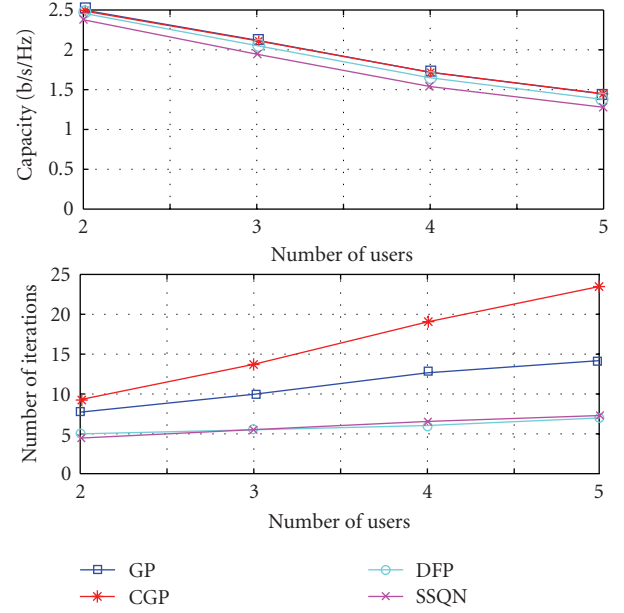 2.5
2
1.5
1
0.5
0
Capacity (b/s/Hz)
2 3 4 5
Number of users
25
20
15
10
5
0
Number of iterations
2 3 4 5
Number of users
GP DFP
CGP SSQN